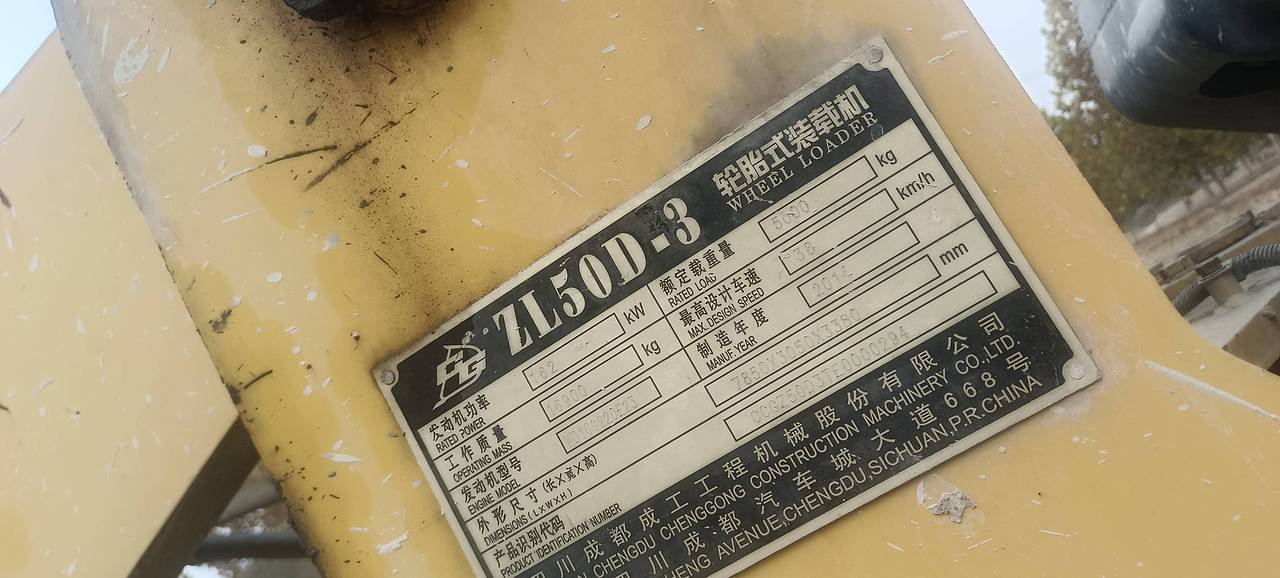 ZL50D-3 轮胎式装载机
WHEEL LOADER
发动机功率 162 kW
RATED POWER
工作质量 16900 kg
OPERATING MASS
发动机型号
ENGINE MODEL
额定载重量 5000 kg
RATED LOAD
最高设计车速 38 km/h
MAX. DESIGN SPEED
制造年度 2014
MANUF. YEAR
外形尺寸(长X宽X高) 7850X3050X3380 mm
DIMENSIONS (LXWXH)
产品识别代码
PRODUCT IDENTIFICATION NUMBER
四川成都成工工程机械股份有限公司
CHENGDU CHENGGONG CONSTRUCTION MACHINERY CO.,LTD.
四川成都汽车城大道668号
AVENUE,CHENGDU,SICHUAN,P.R.CHINA